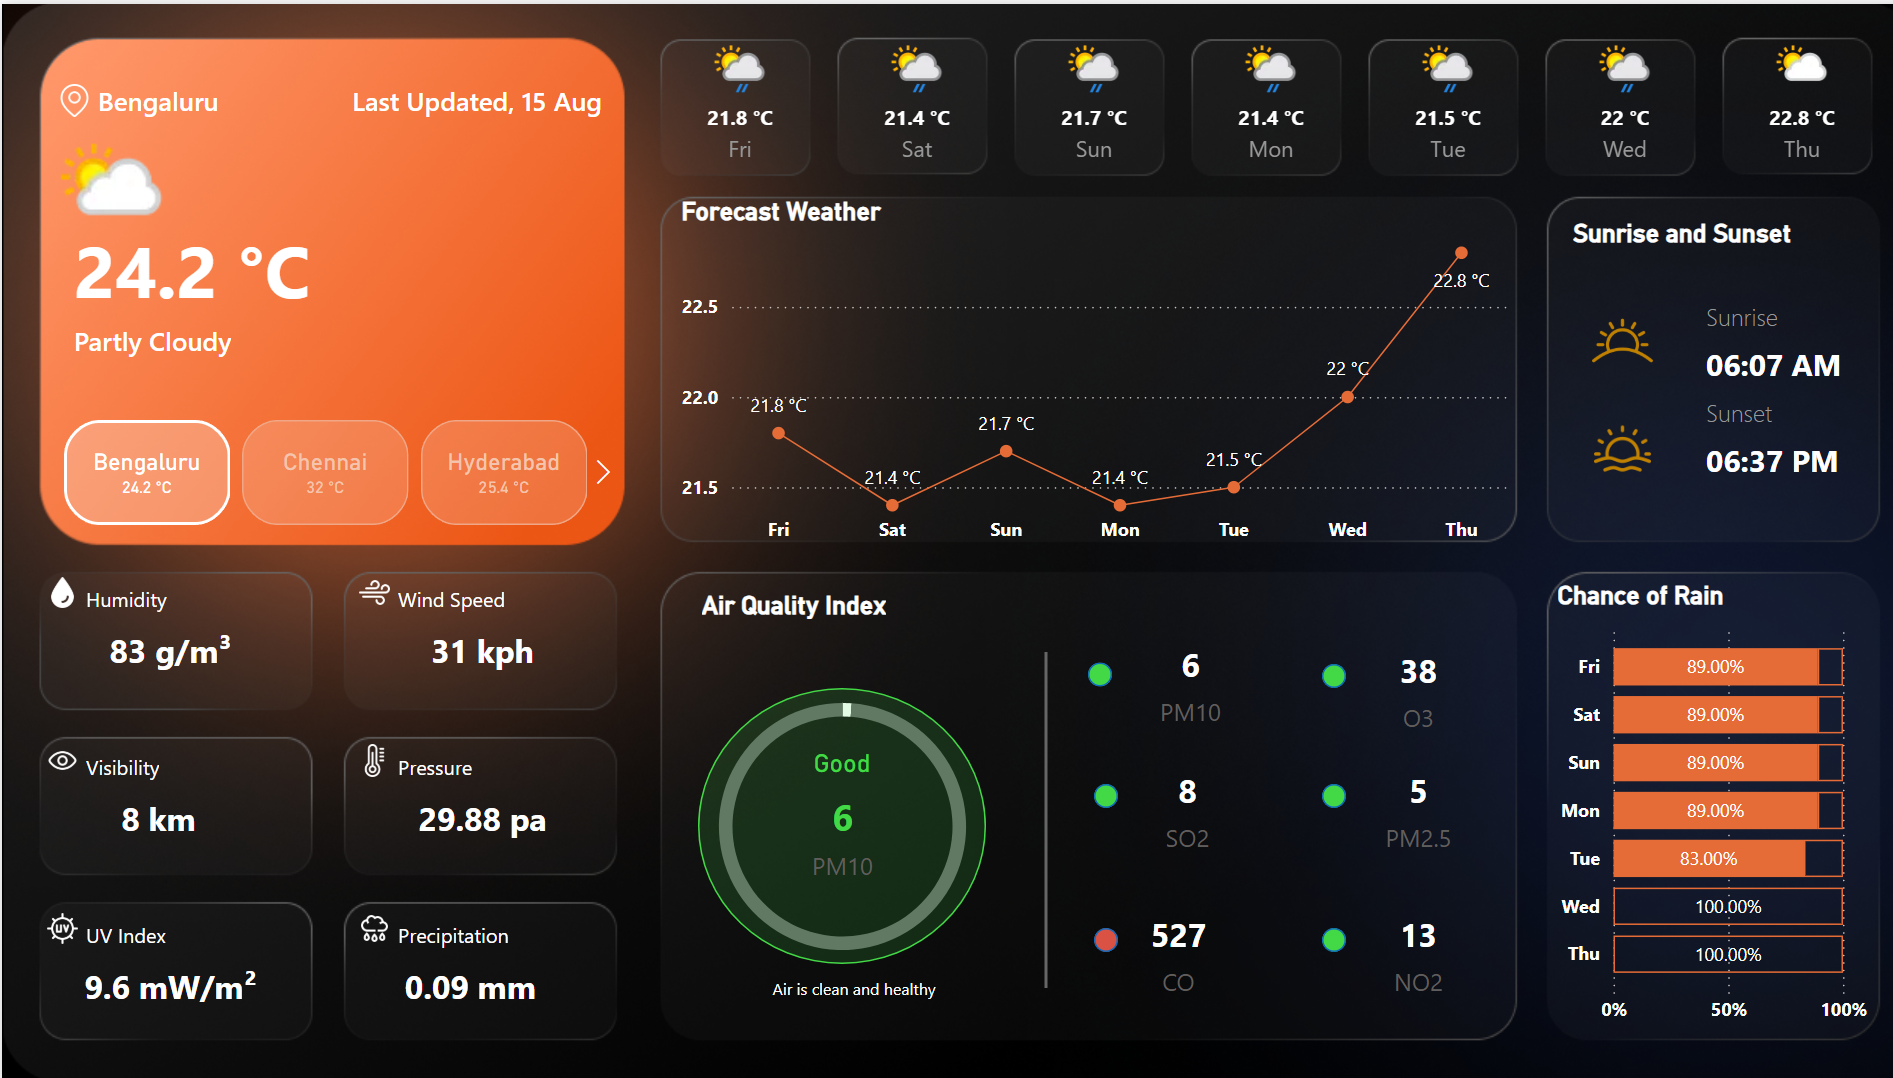 Bengaluru
Last Updated, 15 Aug
24.2 °C
Partly Cloudy
Bengaluru
24.2 °C
Chennai
32 °C
Hyderabad
25.4 °C
21.8 °C
Fri
21.4 °C
Sat
21.7 °C
Sun
21.4 °C
Mon
21.5 °C
Tue
22 °C
Wed
22.8 °C
Thu
Forecast Weather
22.5
22.0
21.5
21.8 °C
21.4 °C
21.7 °C
21.4 °C
21.5 °C
22 °C
22.8 °C
Fri
Sat
Sun
Mon
Tue
Wed
Thu
Sunrise and Sunset
Sunrise
06:07 AM
Sunset
06:37 PM
Humidity
83 g/m³
Wind Speed
31 kph
Visibility
8 km
Pressure
29.88 pa
UV
UV Index
9.6 mW/m²
Precipitation
0.09 mm
Air Quality Index
Good
6
PM10
Air is clean and healthy
6
PM10
38
O3
8
SO2
5
PM2.5
527
CO
13
NO2
Chance of Rain
Fri 89.00%
Sat 89.00%
Sun 89.00%
Mon 89.00%
Tue 83.00%
Wed 100.00%
Thu 100.00%
0% 50% 100%